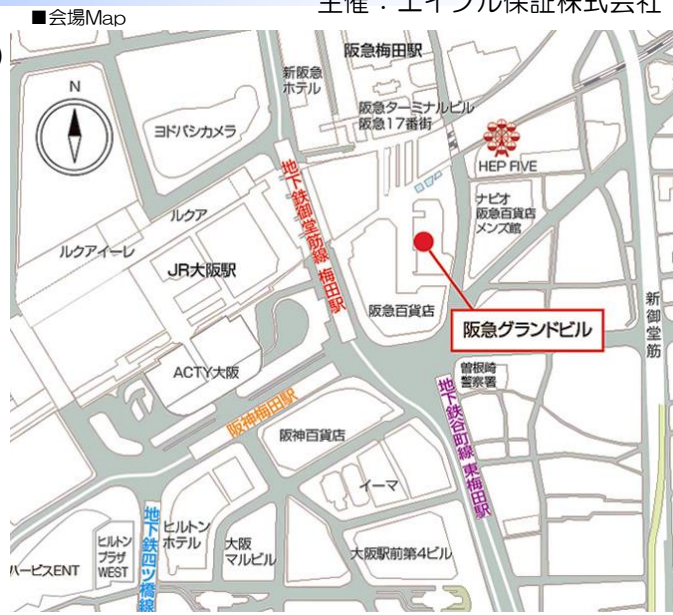 主催：エイブル保証株式会社
■会場Map
N
阪急梅田駅
新阪急
ホテル
阪急ターミナルビル
阪急17番街
ヨドバシカメラ
HEP FIVE
地下鉄御堂筋線 梅田駅
ナビオ
阪急百貨店
メンズ館
ルクア
ルクアイーレ
JR大阪駅
阪急百貨店
新御堂筋
阪急グランドビル
ACTY大阪
曽根崎
警察署
阪神梅田駅
地下鉄谷町線 東梅田駅
阪神百貨店
イーマ
地下鉄四ツ橋線
ヒルトン
ホテル
ヒルトン
プラザ
WEST
大阪
マルビル
大阪駅前第4ビル
ハービスENT